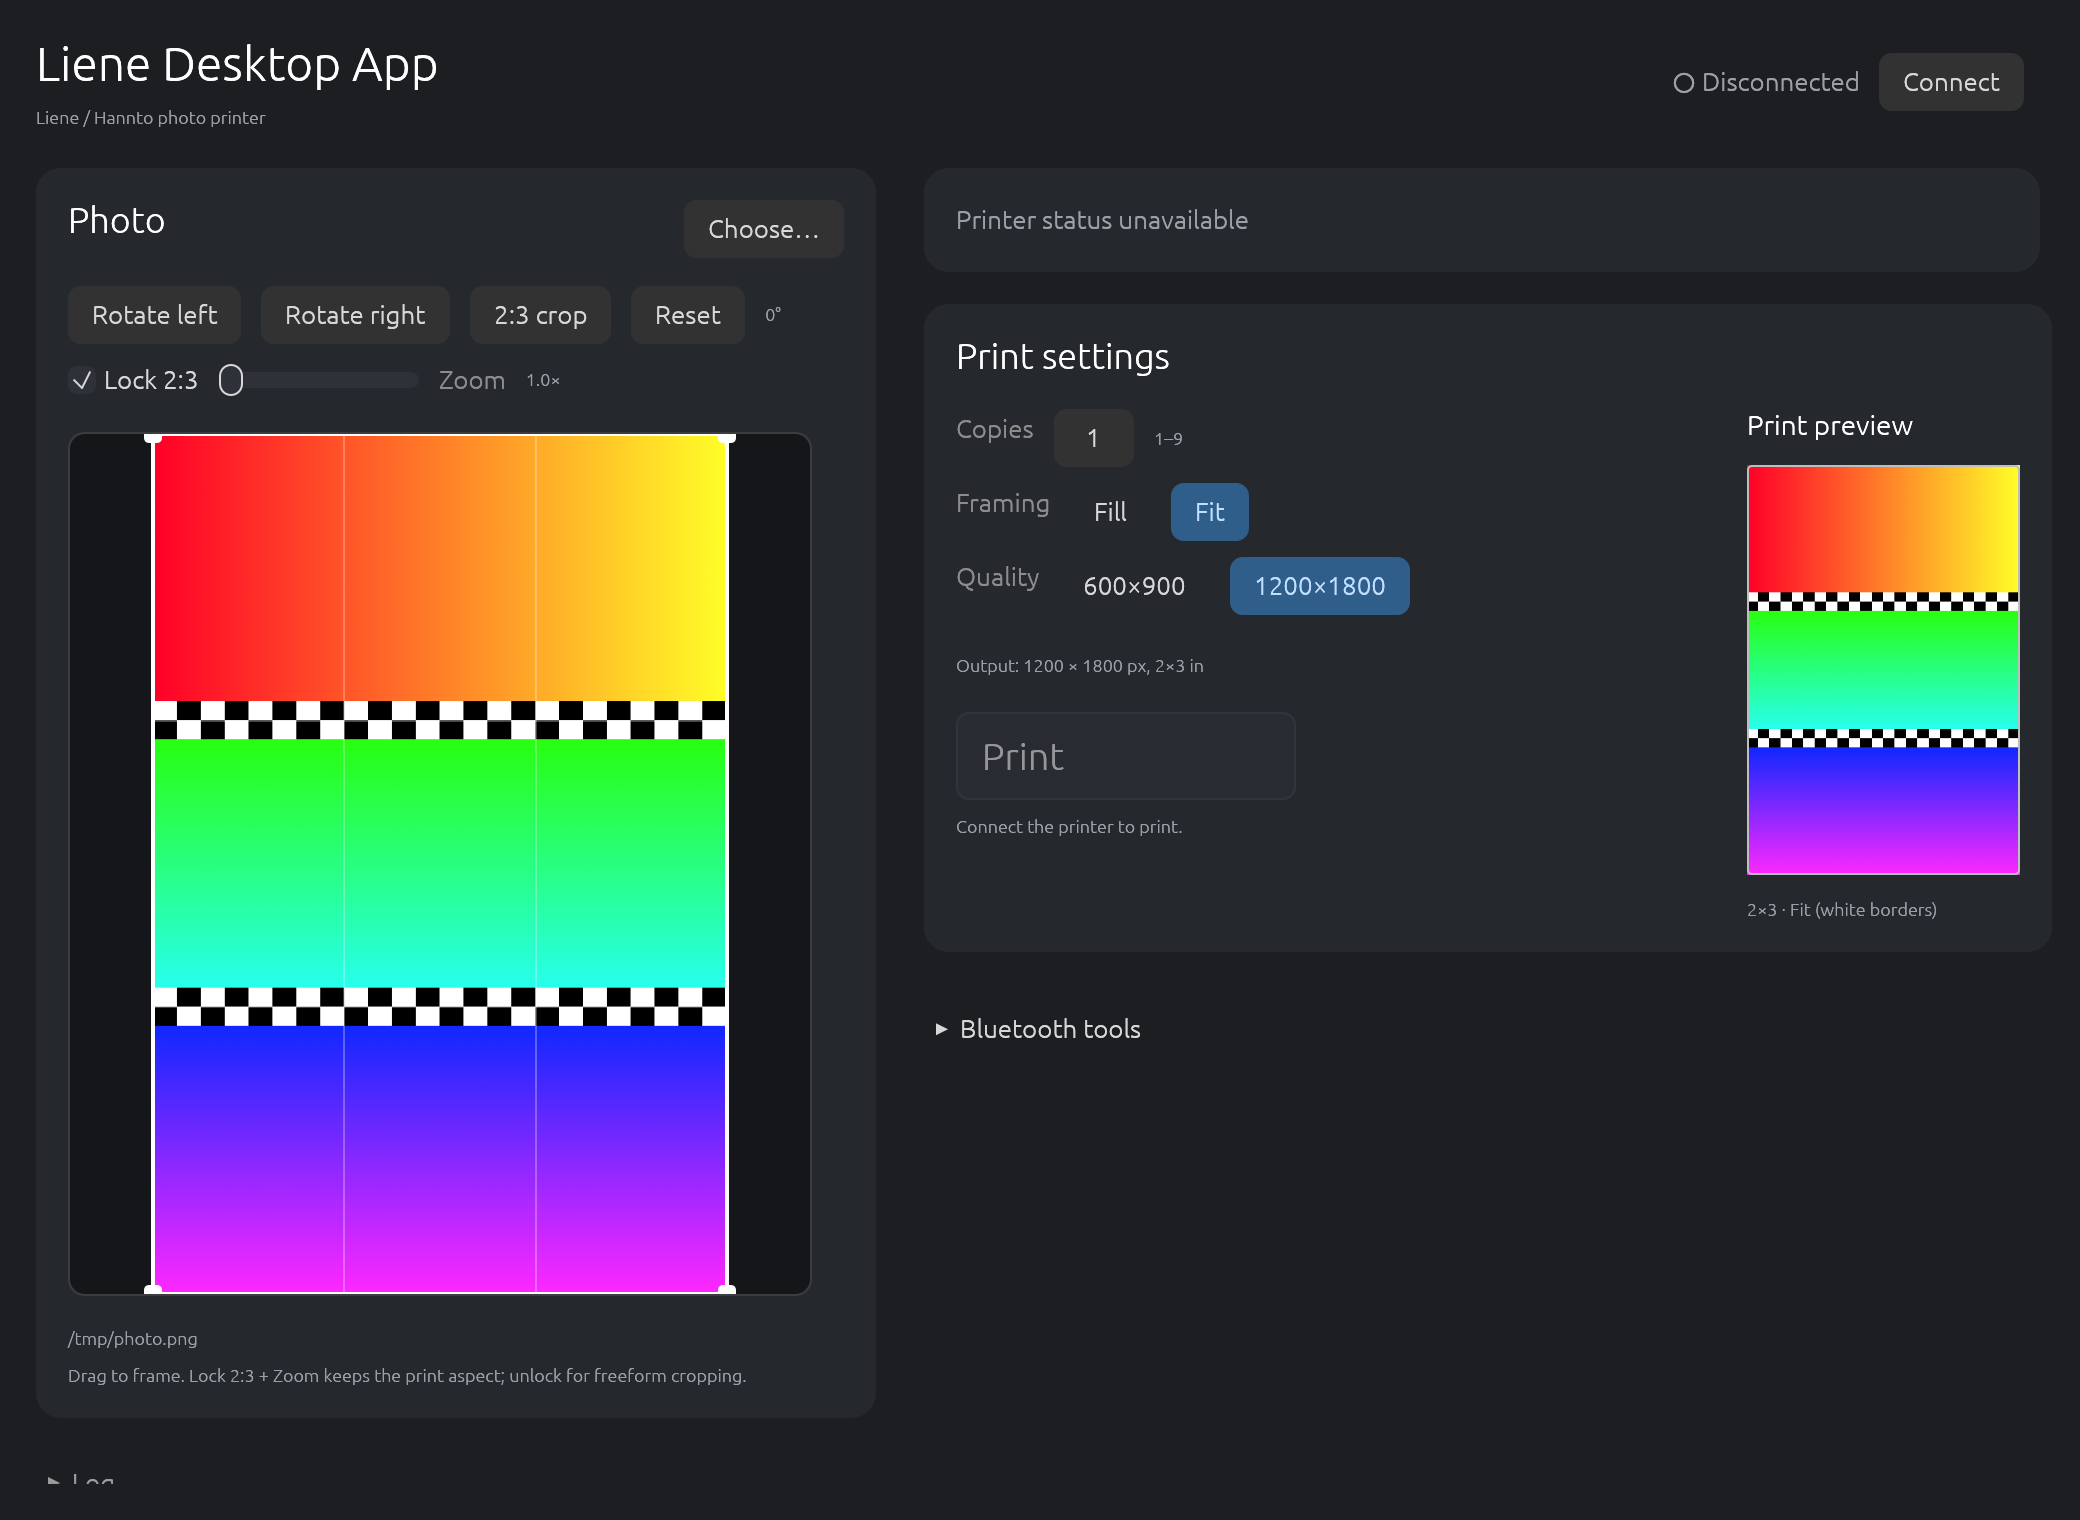 Liene Desktop App
Liene / Hannto photo printer
Disconnected
Connect
Photo
Choose...
Rotate left
Rotate right
2:3 crop
Reset
0°
Lock 2:3
Zoom
1.0×
/tmp/photo.png
Drag to frame. Lock 2:3 + Zoom keeps the print aspect; unlock for freeform cropping.
Printer status unavailable
Print settings
Copies
1
1–9
Framing
Fill
Fit
Quality
600×900
1200×1800
Output: 1200 × 1800 px, 2×3 in
Print
Connect the printer to print.
Print preview
2×3 · Fit (white borders)
Bluetooth tools
Log